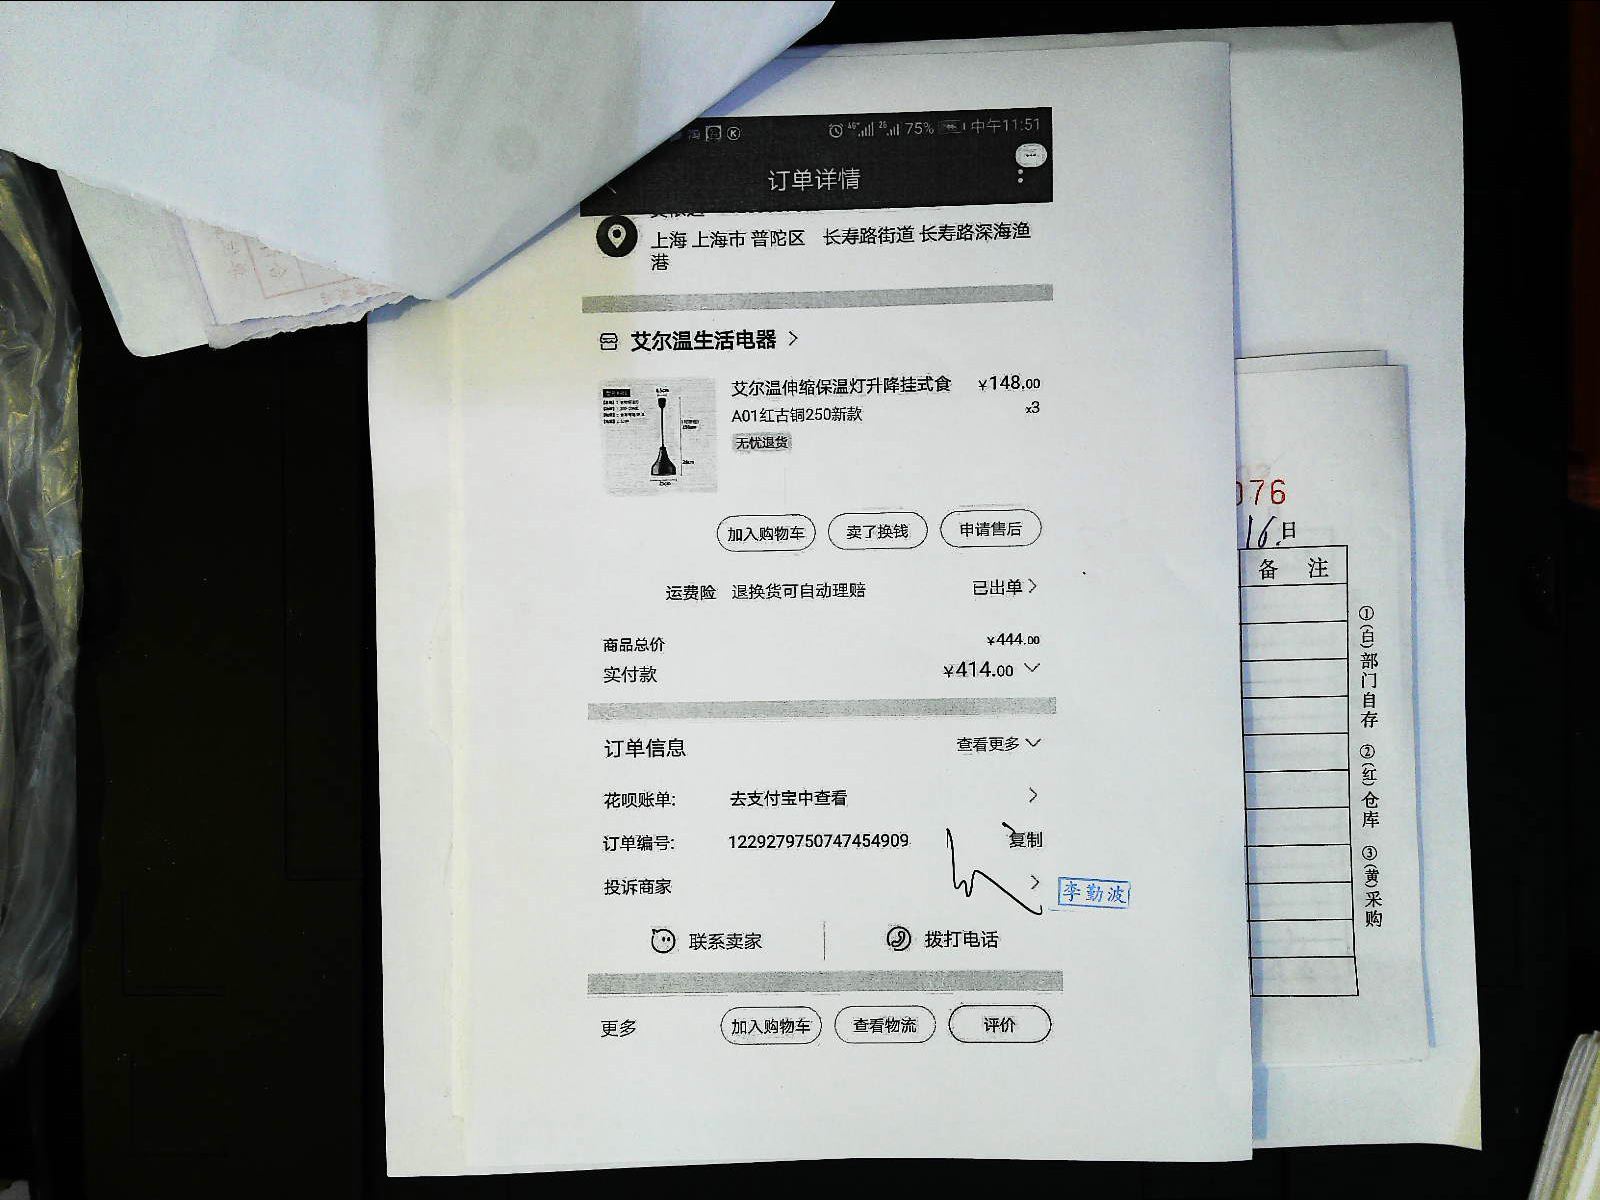 75% 中午11:51
订单详情
上海 上海市 普陀区 长寿路街道 长寿路深海渔
港
艾尔温生活电器 >
艾尔温伸缩保温灯升降挂式食 ¥148.00
A01红古铜250新款 x3
无忧退货
加入购物车 卖了换钱 申请售后
运费险 退换货可自动理赔 已出单 >
商品总价 ¥444.00
实付款 ¥414.00
订单信息 查看更多
花呗账单: 去支付宝中查看 >
订单编号: 1229279750747454909 复制
投诉商家 >
李勤波
联系卖家 拨打电话
更多 加入购物车 查看物流 评价
076
16日
备 注
①(白)部门自存 ②(红)仓库 ③(黄)采购